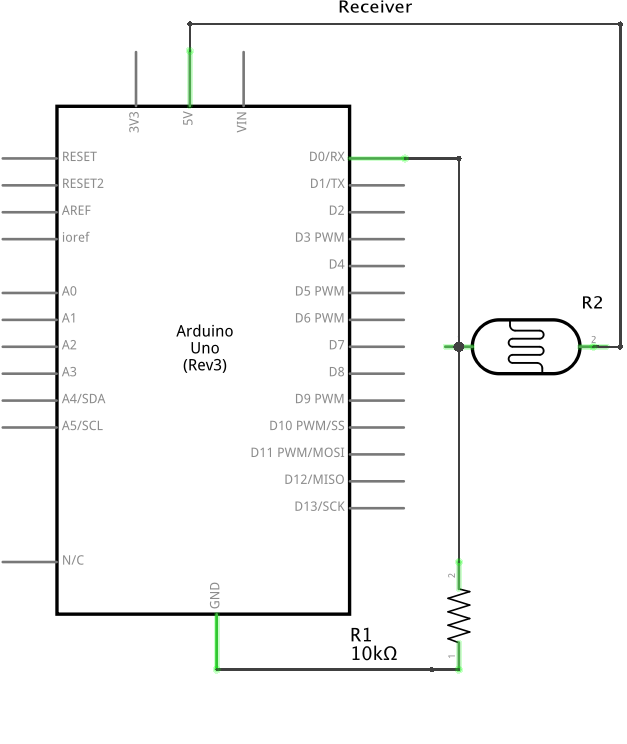 Receiver
3V3
5V
VIN
RESET
RESET2
AREF
ioref
A0
A1
A2
A3
A4/SDA
A5/SCL
N/C
Arduino
Uno
(Rev3)
D0/RX
D1/TX
D2
D3 PWM
D4
D5 PWM
D6 PWM
D7
D8
D9 PWM
D10 PWM/SS
D11 PWM/MOSI
D12/MISO
D13/SCK
GND
R2
2
2
1
R1
10kΩ